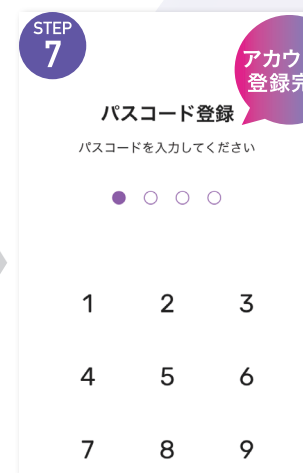 STEP
7
アカウ
登録完
パスコード登録
パスコードを入力してください
1 2 3
4 5 6
7 8 9